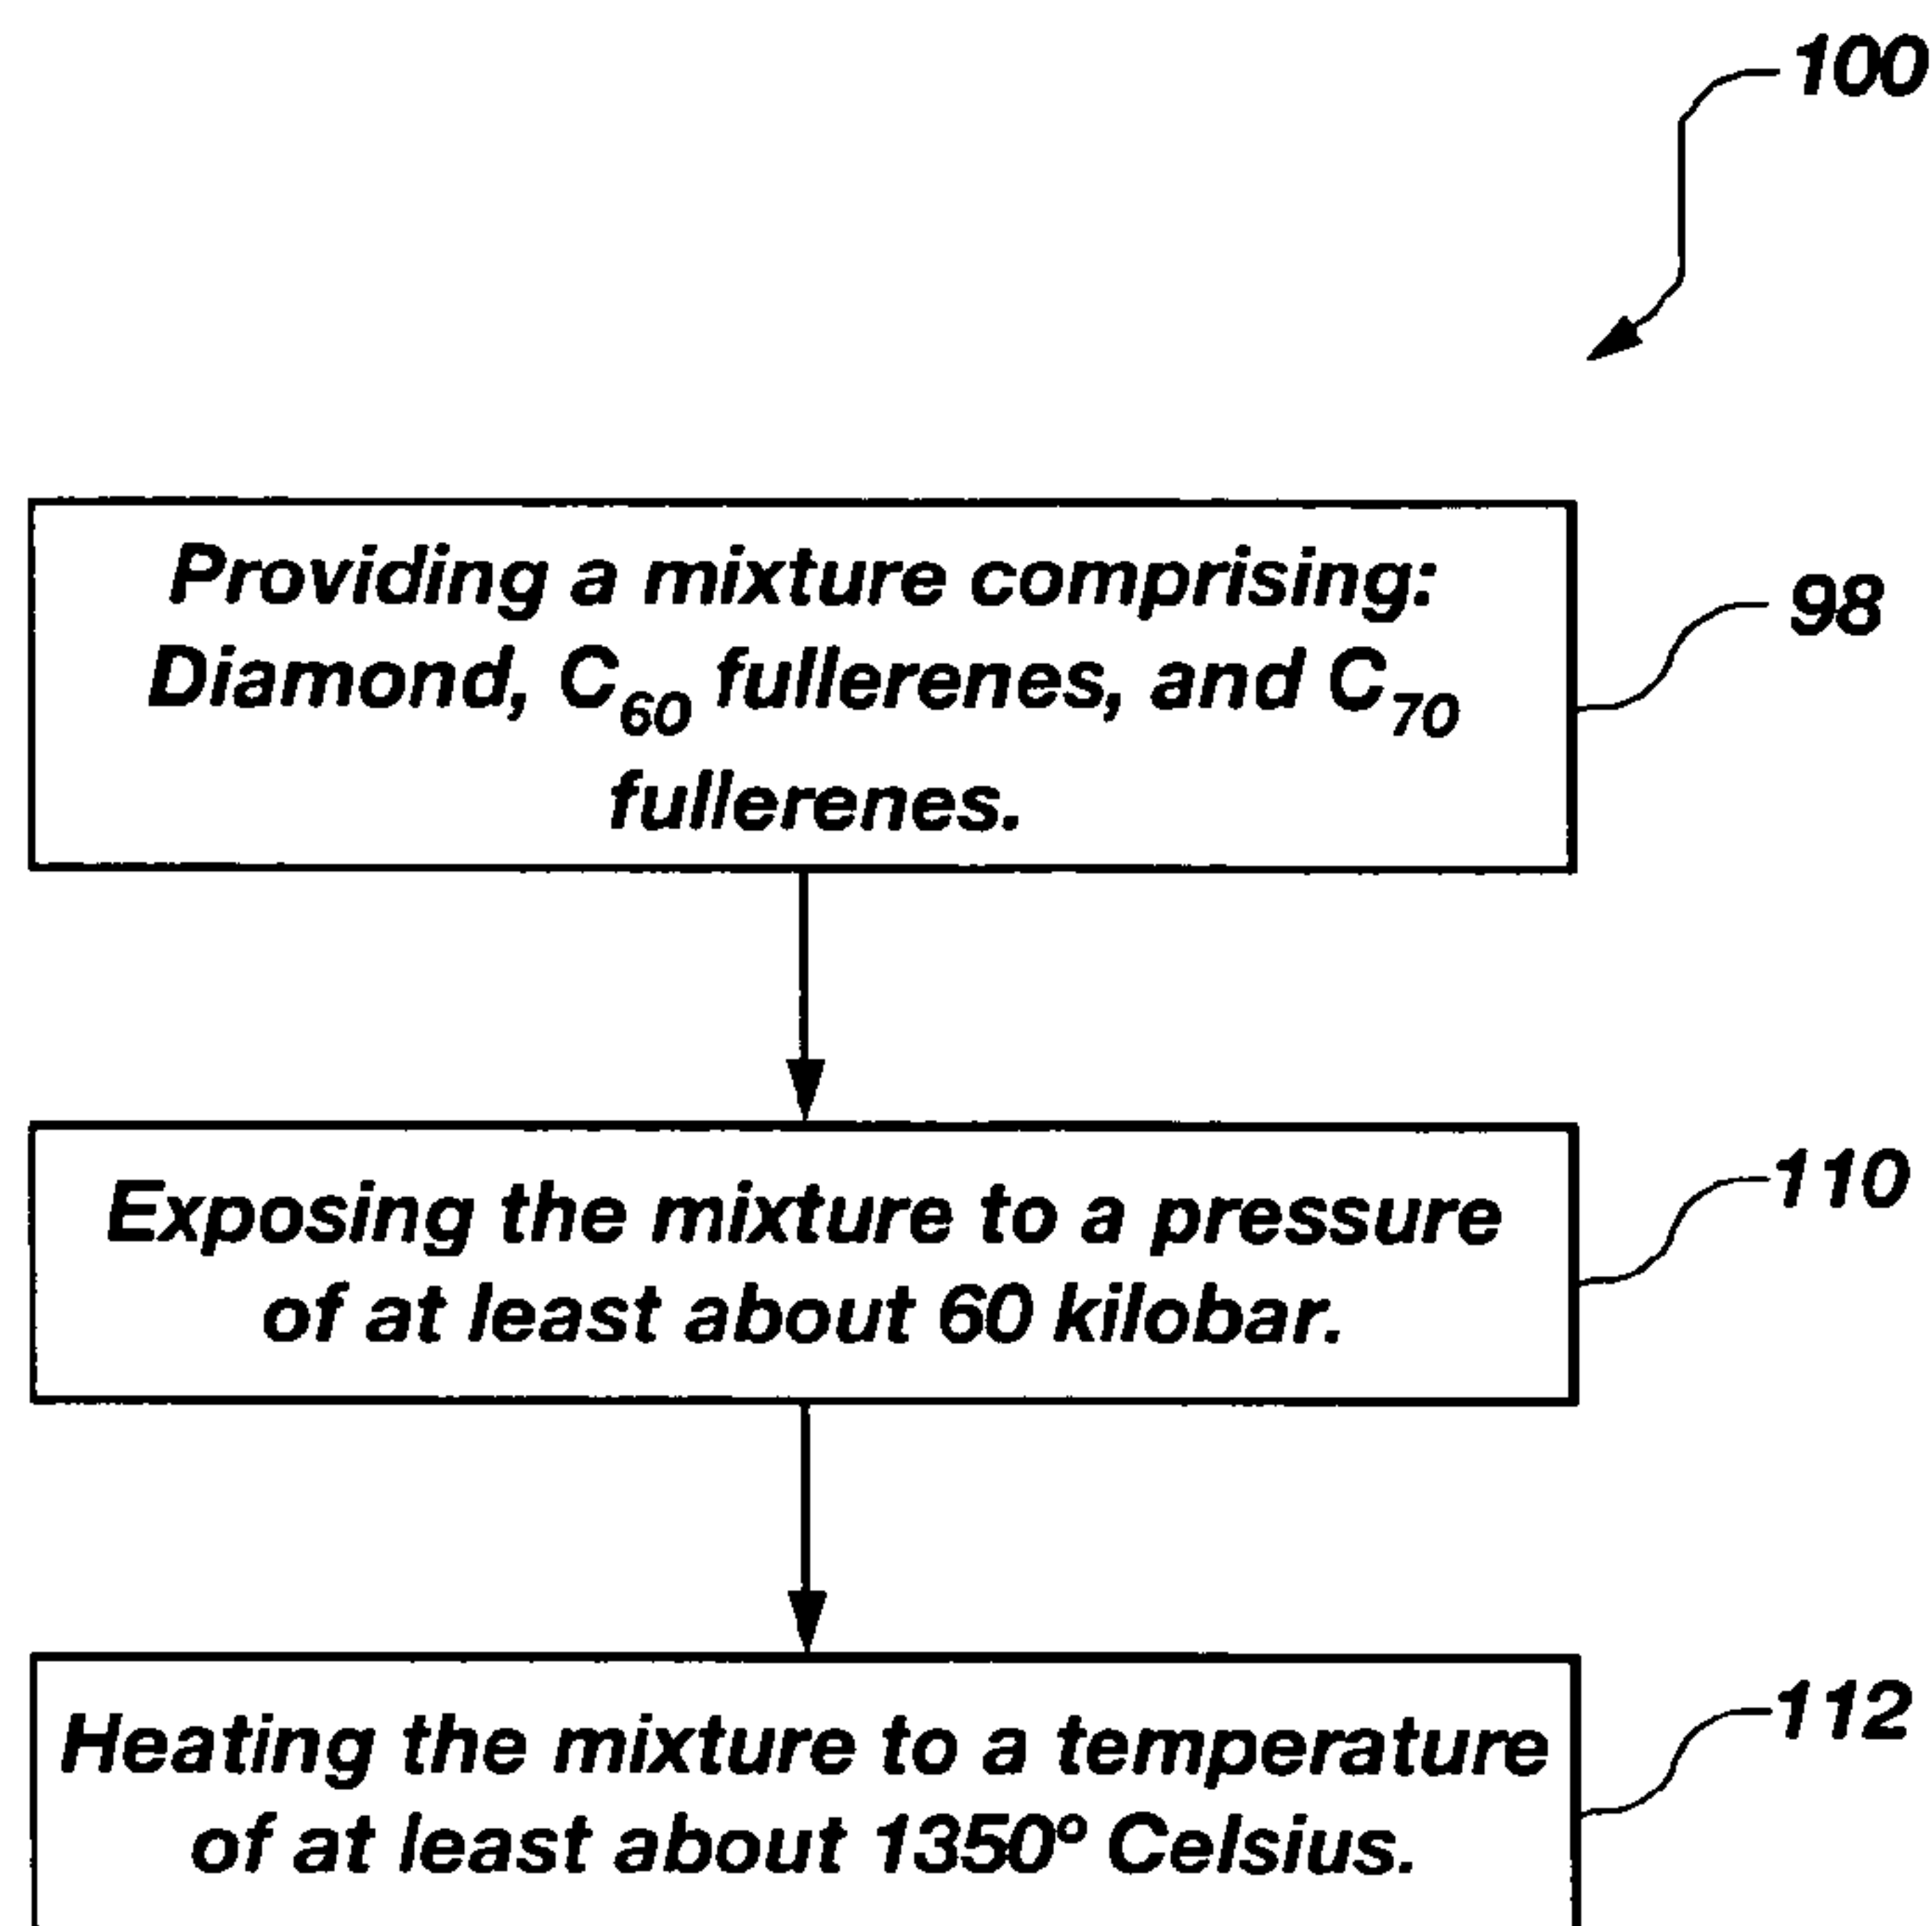 100
Providing a mixture comprising:
Diamond, C60 fullerenes, and C70
fullerenes.
98
Exposing the mixture to a pressure
of at least about 60 kilobar.
110
Heating the mixture to a temperature
of at least about 1350º Celsius.
112